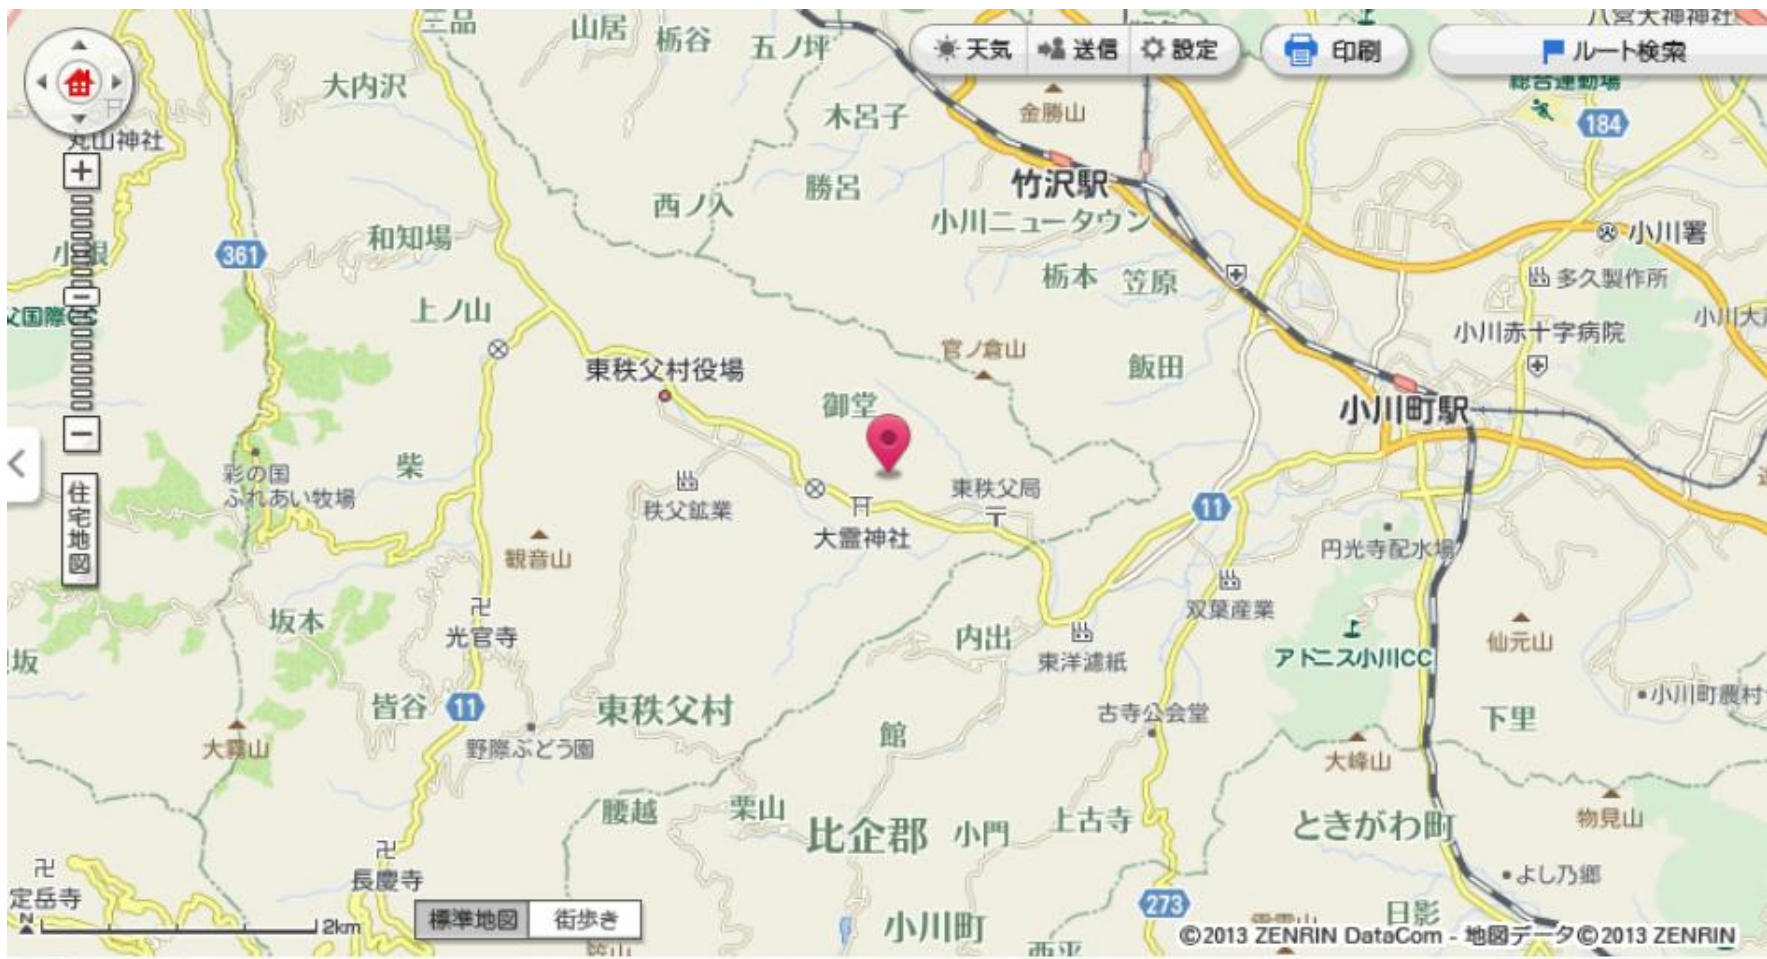 三品
山居
栃谷
五ノ坪
八宮大神神社
天気
送信
設定
印刷
ルート検索
大内沢
木呂子
金勝山
総合運動場
184
丸山神社
竹沢駅
勝呂
西ノ入
小川ニュータウン
小川署
和知場
361
栃本
笠原
多久製作所
上ノ山
父国際CC
小川赤十字病院
官ノ倉山
飯田
東秩父村役場
御堂
小川町駅
柴
彩の国
ふれあい牧場
秩父鉱業
東秩父局
11
大霊神社
円光寺配水場
住宅地図
観音山
双葉産業
坂本
光官寺
内出
東洋濾紙
仙元山
アドニス小川CC
皆谷
11
東秩父村
古寺公会堂
小川町農村
下里
大霧山
野際ぶどう園
館
大峰山
腰越
栗山
比企郡
小門
上古寺
ときがわ町
物見山
長慶寺
よし乃郷
定岳寺
N
2km
標準地図
街歩き
小川町
273
日影
西平
©2013 ZENRIN DataCom - 地図データ©2013 ZENRIN